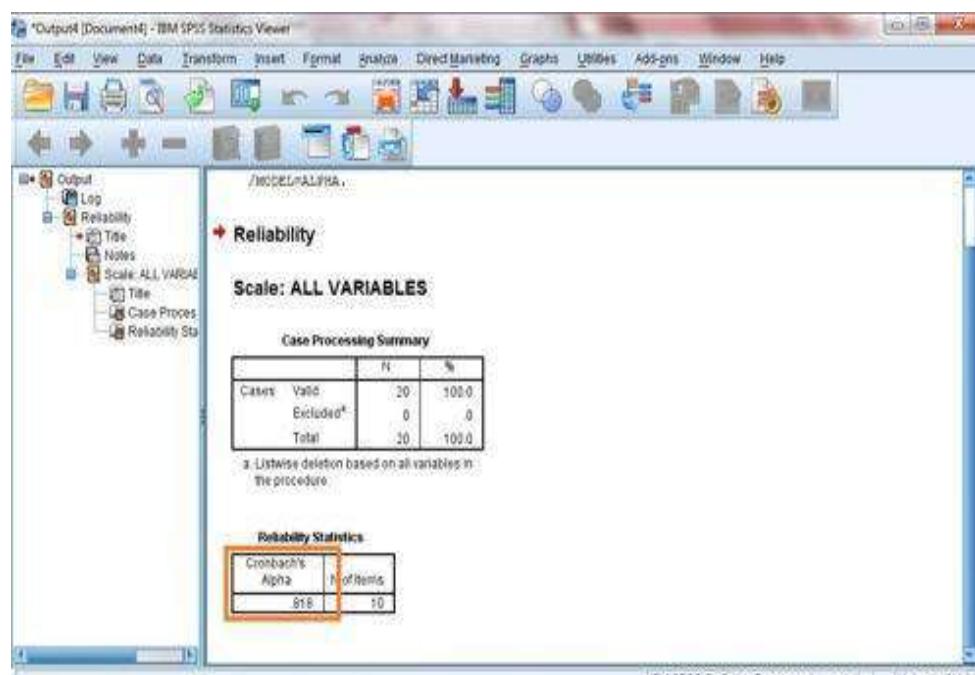 *Output4 [Document4] - IBM SPSS Statistics Viewer
File Edit View Data Transform Insert Format Analyze Direct Marketing Graphs Utilities Add-ons Window Help
Output
Log
Reliability
Title
Notes
Scale: ALL VARIAE
Title
Case Proces
Reliability Sta
/MODEL=ALPHA.
Reliability
Scale: ALL VARIABLES
Case Processing Summary
N %
Cases Valid 20 100.0
Excludedª 0 .0
Total 20 100.0
a. Listwise deletion based on all variables in
the procedure.
Reliability Statistics
Cronbach's
Alpha N of Items
.818 10